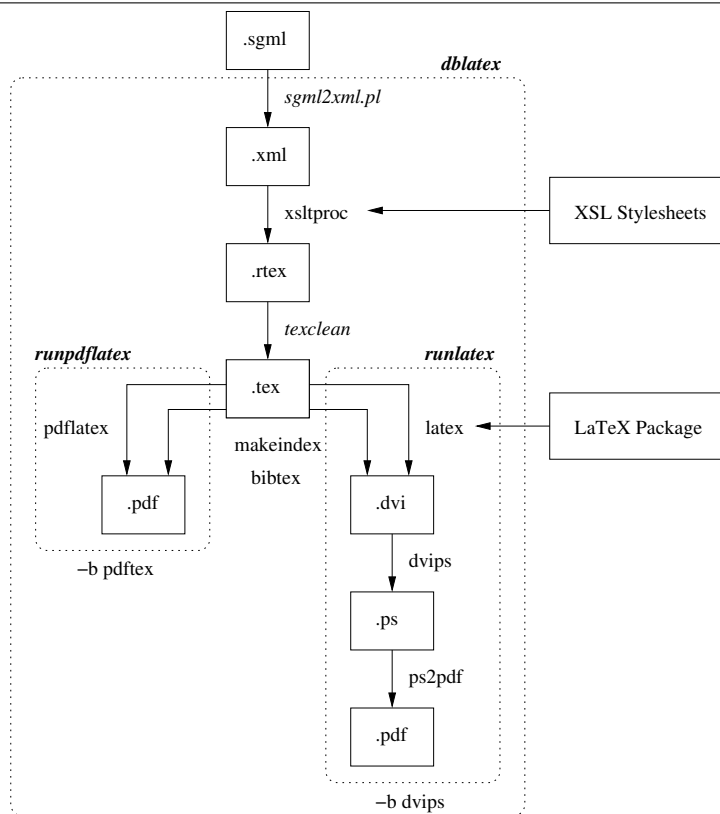 .sgml
dblatex
sgml2xml.pl
.xml
xsltproc
XSL Stylesheets
.rtex
texclean
runpdflatex
runlatex
.tex
pdflatex
latex
LaTeX Package
makeindex
bibtex
.pdf
.dvi
−b pdftex
dvips
.ps
ps2pdf
.pdf
−b dvips